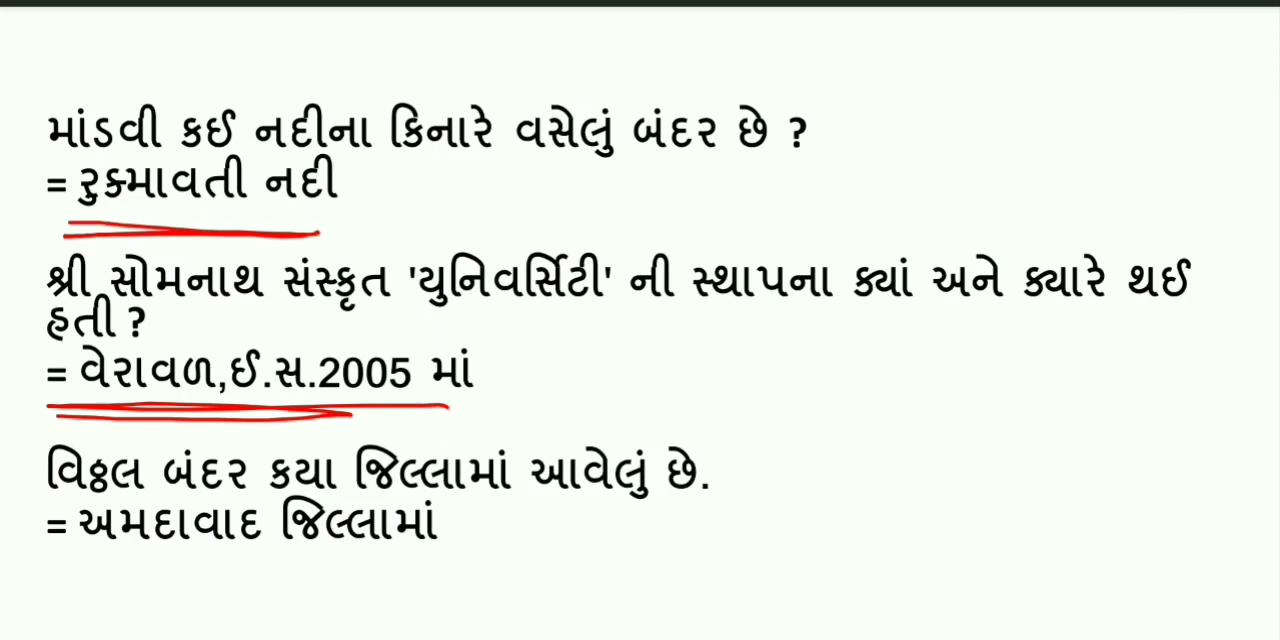 માંડવી કઈ નદીના કિનારે વસેલું બંદર છે ?
= રુક્માવતી નદી
શ્રી સોમનાથ સંસ્કૃત 'યુનિવર્સિટી' ની સ્થાપના ક્યાં અને ક્યારે થઈ
હતી ?
= વેરાવળ,ઈ.સ.2005 માં
વિઠ્ઠલ બંદર કયા જિલ્લામાં આવેલું છે.
= અમદાવાદ જિલ્લામાં